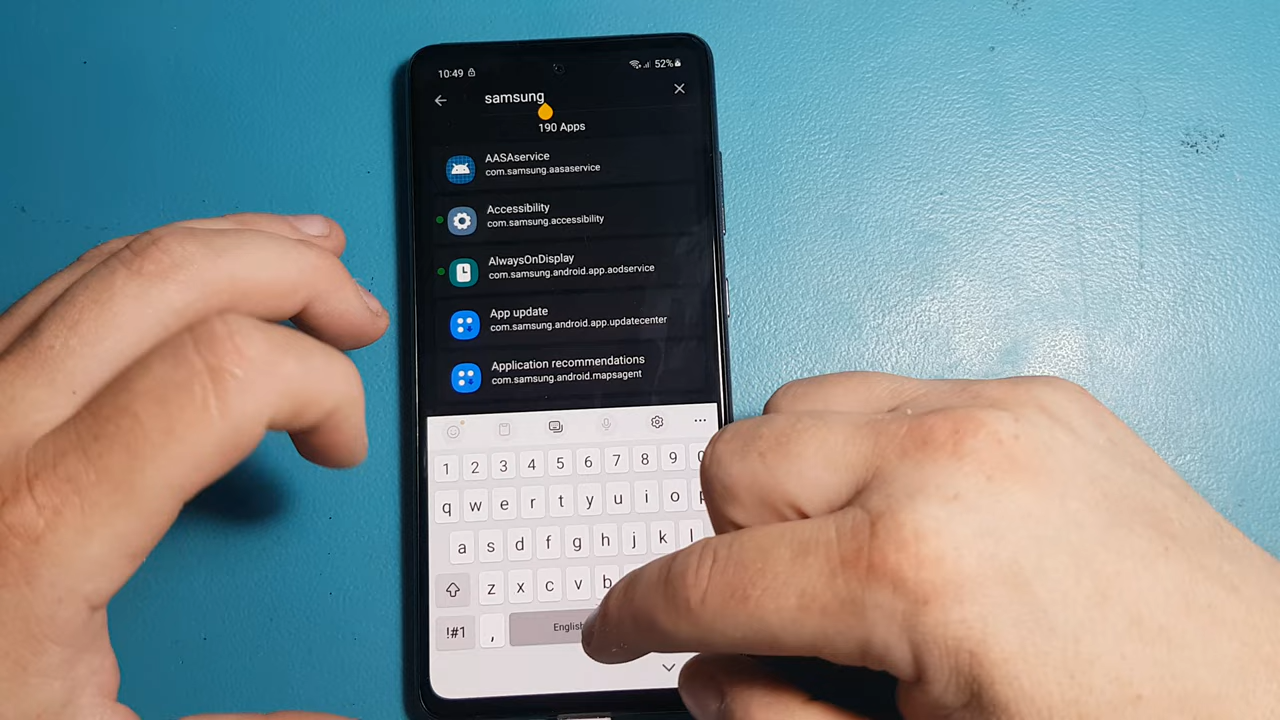 10:49 52%
samsung
190 Apps
AASAservice
com.samsung.aasaservice
Accessibility
com.samsung.accessibility
AlwaysOnDisplay
com.samsung.android.app.aodservice
App update
com.samsung.android.app.updatecenter
Application recommendations
com.samsung.android.mapsagent
1 2 3 4 5 6 7 8 9 0
q w e r t y u i o p
a s d f g h j k l
z x c v b
!#1 , English